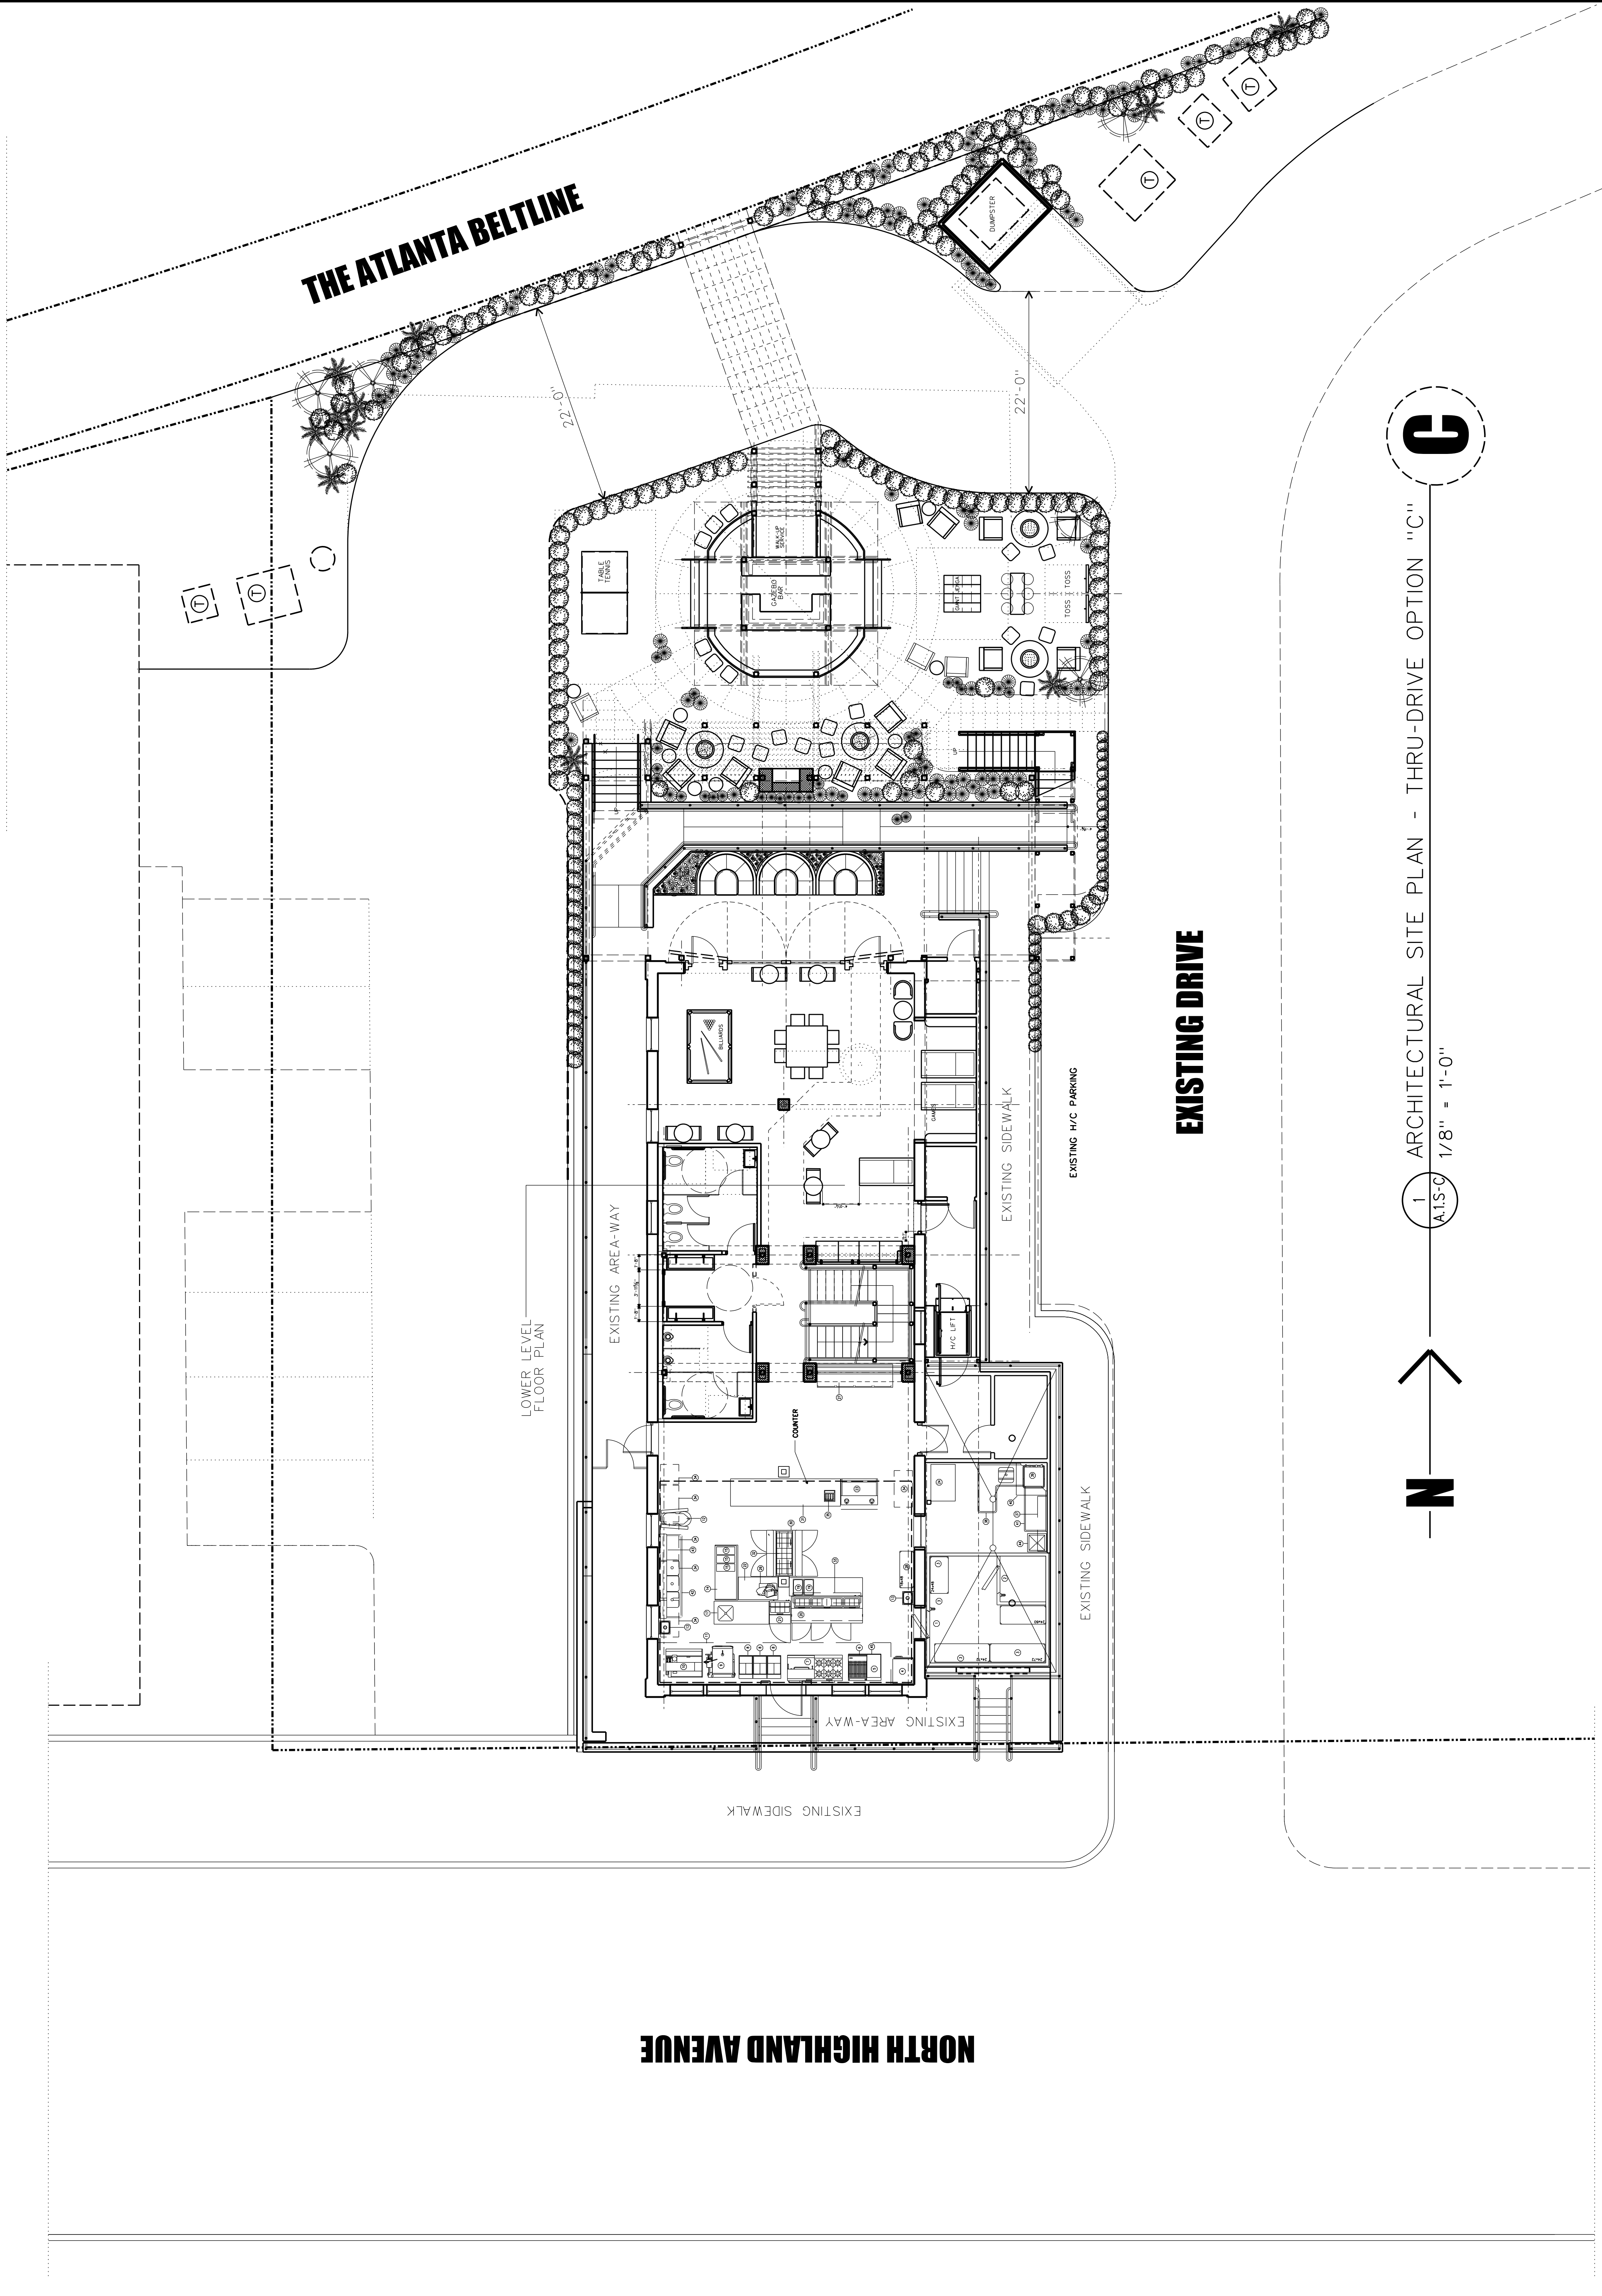 THE ATLANTA BELTLINE
DUMPSTER
T
T
T
22'-0"
22'-0"
C
T
T
TABLE
TENNIS
WALK-UP
SERVICE
GAZEBO
BAR
GIANT JENGA
TOSS
TOSS
UP
UP
ARCHITECTURAL SITE PLAN - THRU-DRIVE OPTION "C"
1/8" = 1'-0"
1
A.1.S-C
N
EXISTING DRIVE
BILLIARDS
GAMES
EXISTING SIDEWALK
EXISTING H/C PARKING
EXISTING AREA-WAY
LOWER LEVEL
FLOOR PLAN
H/C LIFT
COUNTER
EXISTING SIDEWALK
EXISTING AREA-WAY
EXISTING SIDEWALK
NORTH HIGHLAND AVENUE